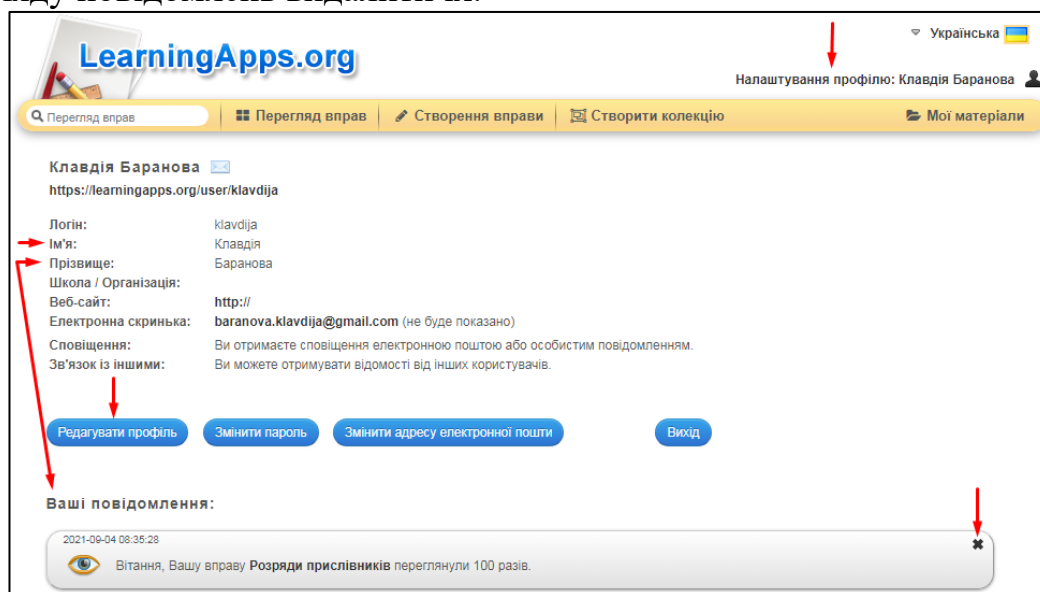 повідомлень видалити їх.
LearningApps.org
Українська
Налаштування профілю: Клавдія Баранова
Перегляд вправ
Перегляд вправ
Створення вправи
Створити колекцію
Мої матеріали
Клавдія Баранова
https://learningapps.org/user/klavdija
Логін: klavdija
Ім'я: Клавдія
Прізвище: Баранова
Школа / Організація:
Веб-сайт: http://
Електронна скринька: baranova.klavdija@gmail.com (не буде показано)
Сповіщення: Ви отримаєте сповіщення електронною поштою або особистим повідомленням.
Зв'язок із іншими: Ви можете отримувати відомості від інших користувачів.
Редагувати профіль
Змінити пароль
Змінити адресу електронної пошти
Вихід
Ваші повідомлення:
2021-09-04 08:35:28
Вітання, Вашу вправу Розряди прислівників переглянули 100 разів.